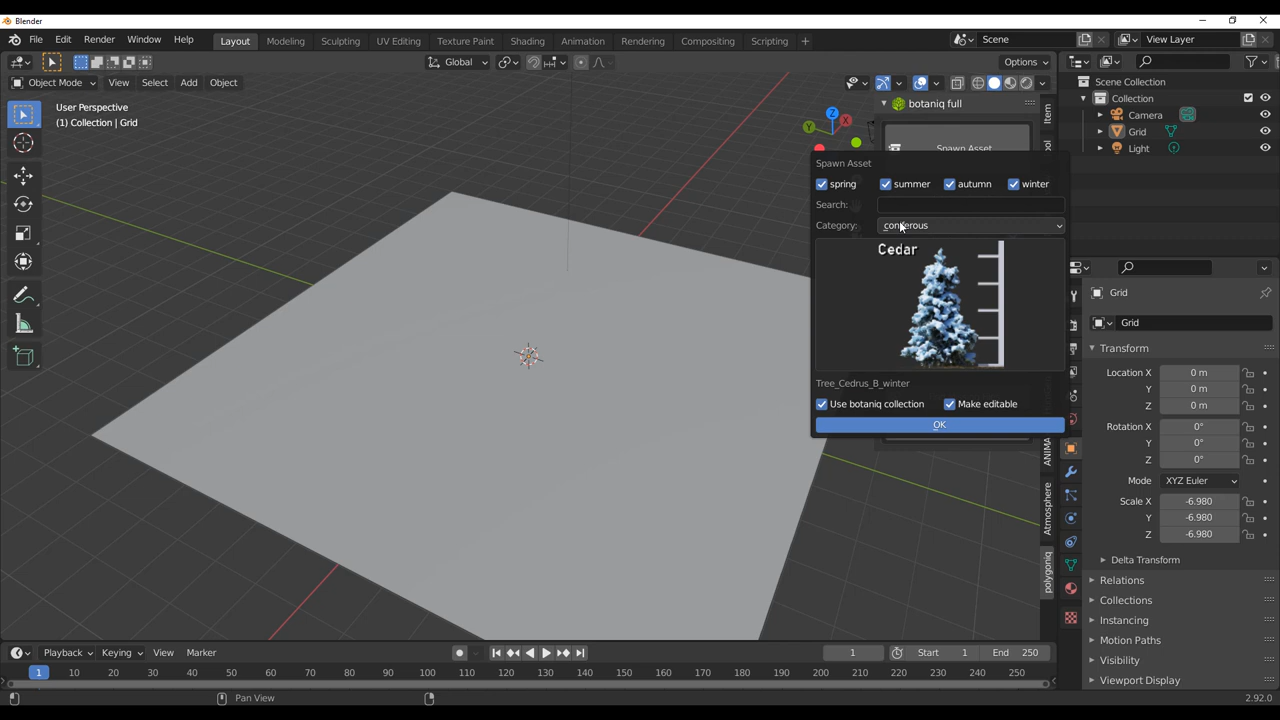 Blender
File Edit Render Window Help Layout Modeling Sculpting UV Editing Texture Paint Shading Animation Rendering Compositing Scripting + Scene View Layer
Global Options
Object Mode View Select Add Object
User Perspective
(1) Collection | Grid
Z
Y
X
botaniq full
Item
Spawn Asset
Spawn Asset
spring summer autumn winter
Search:
Category: coniferous
Cedar
Tree_Cedrus_B_winter
Use botaniq collection Make editable
OK
Atmosphere
polygoniq
Scene Collection
Collection
Camera
Grid
Light
Grid
Grid
Transform
Location X 0 m
Y 0 m
Z 0 m
Rotation X 0°
Y 0°
Z 0°
Mode XYZ Euler
Scale X -6.980
Y -6.980
Z -6.980
Delta Transform
Relations
Collections
Instancing
Motion Paths
Visibility
Viewport Display
Playback Keying View Marker 1 Start 1 End 250
1 10 20 30 40 50 60 70 80 90 100 110 120 130 140 150 160 170 180 190 200 210 220 230 240 250
Pan View 2.92.0